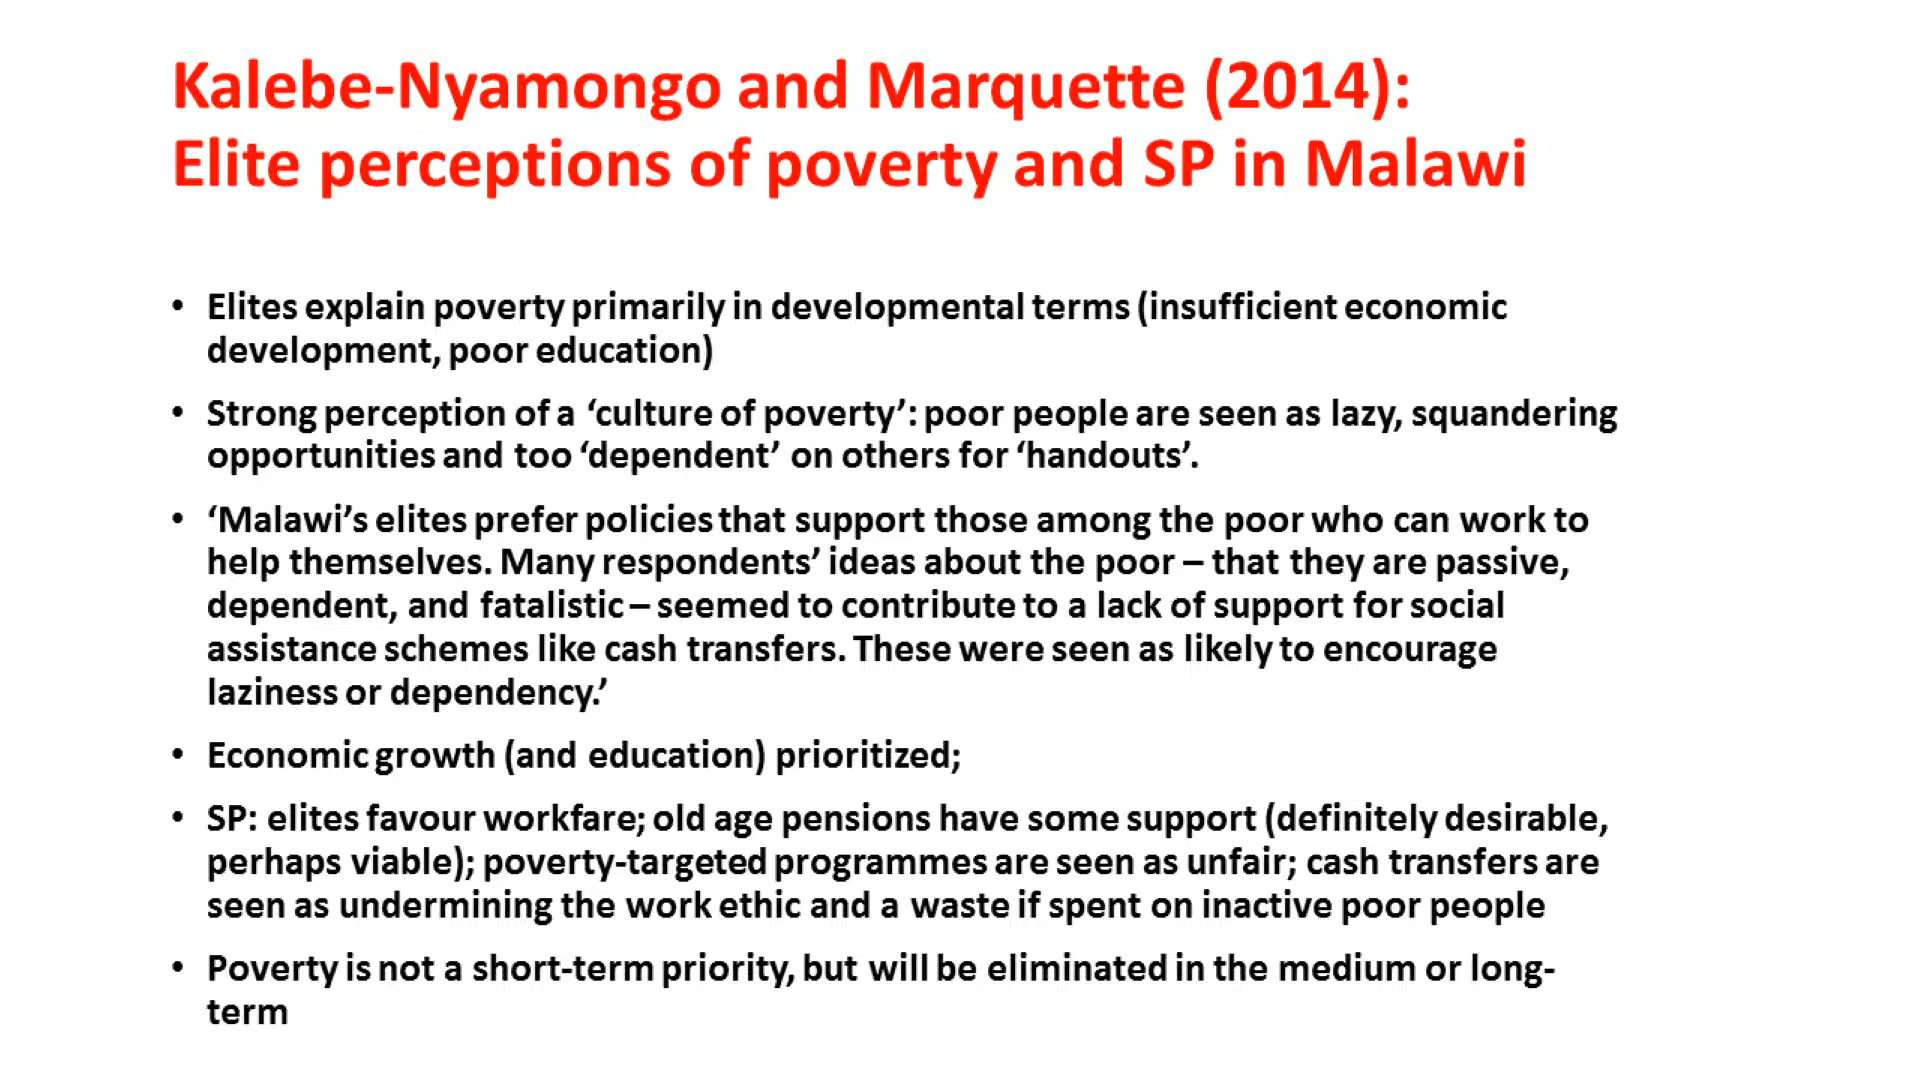 Kalebe-Nyamongo and Marquette (2014):
Elite perceptions of poverty and SP in Malawi
• Elites explain poverty primarily in developmental terms (insufficient economic
development, poor education)
• Strong perception of a ‘culture of poverty’: poor people are seen as lazy, squandering
opportunities and too ‘dependent’ on others for ‘handouts’.
• ‘Malawi’s elites prefer policies that support those among the poor who can work to
help themselves. Many respondents’ ideas about the poor – that they are passive,
dependent, and fatalistic – seemed to contribute to a lack of support for social
assistance schemes like cash transfers. These were seen as likely to encourage
laziness or dependency.’
• Economic growth (and education) prioritized;
• SP: elites favour workfare; old age pensions have some support (definitely desirable,
perhaps viable); poverty-targeted programmes are seen as unfair; cash transfers are
seen as undermining the work ethic and a waste if spent on inactive poor people
• Poverty is not a short-term priority, but will be eliminated in the medium or long-
term